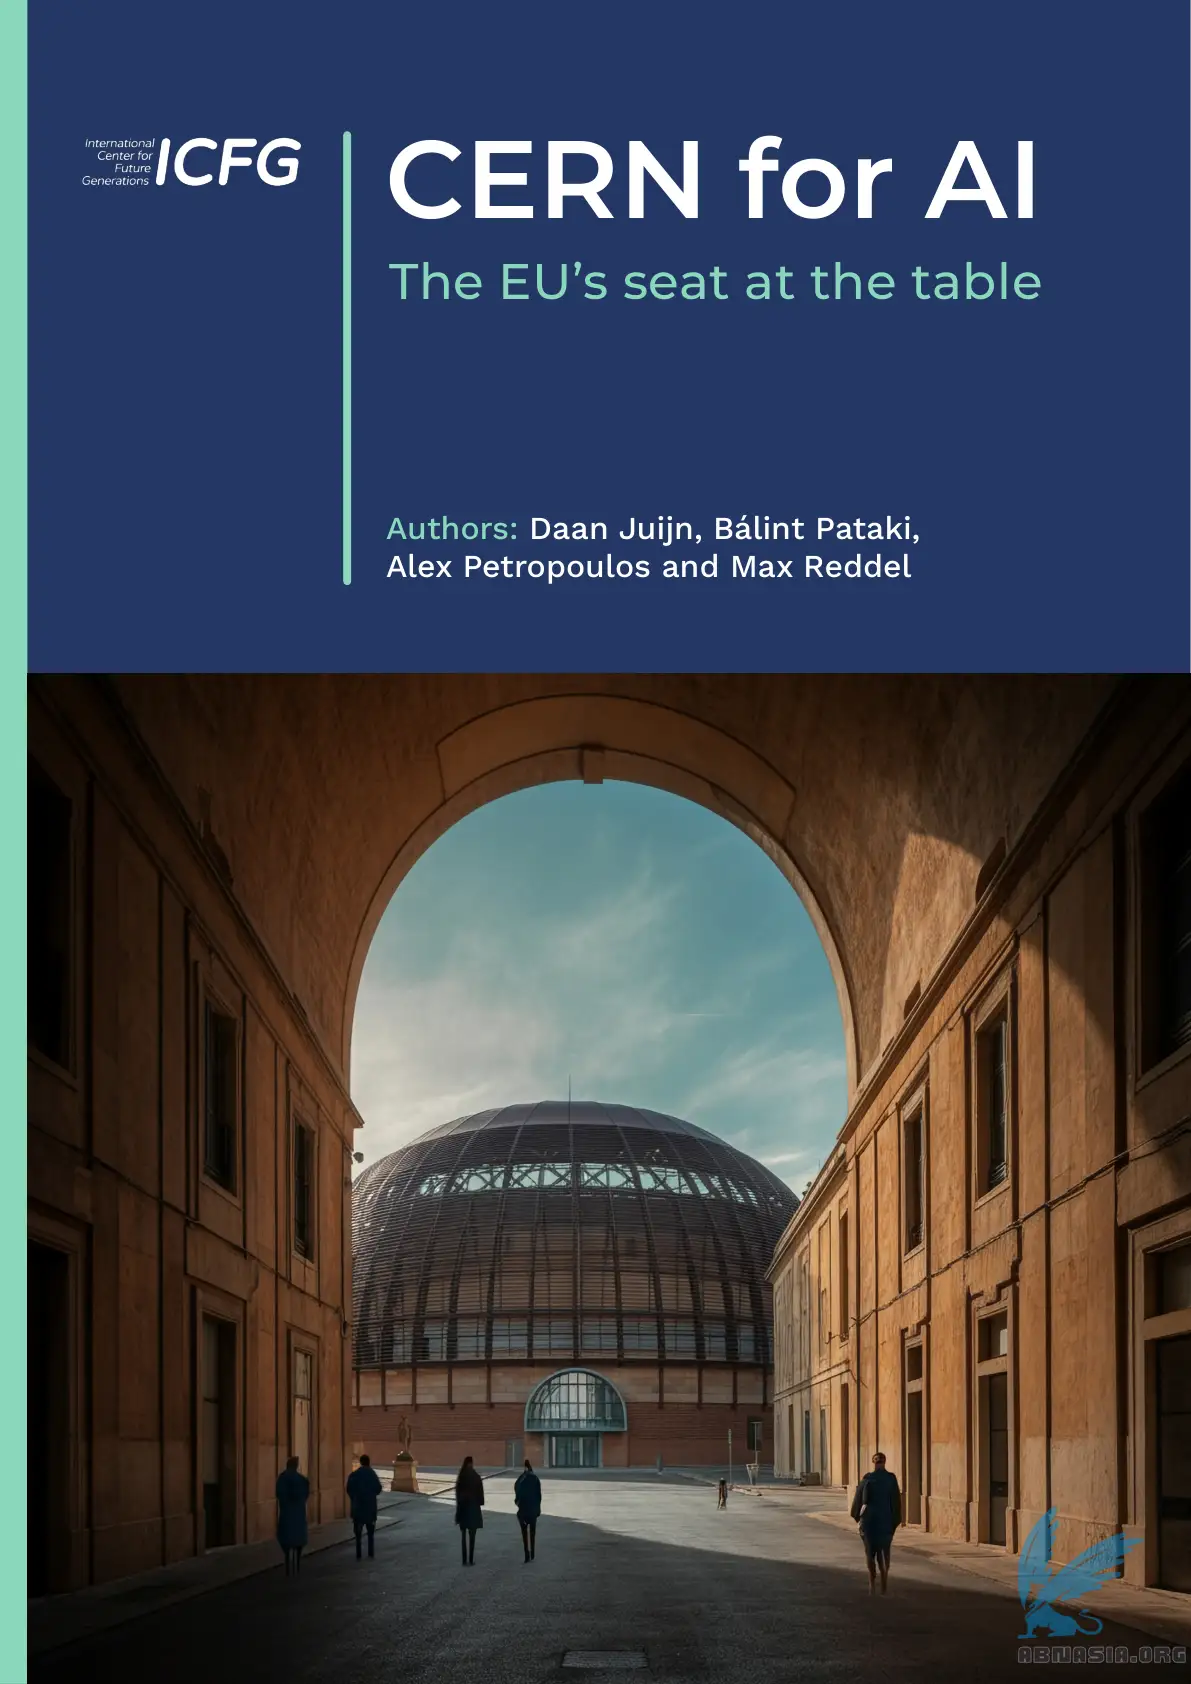 International
Center for
Future
Generations
ICFG
CERN for AI
The EU's seat at the table
Authors: Daan Juijn, Bálint Pataki,
Alex Petropoulos and Max Reddel
ABNASIA.ORG